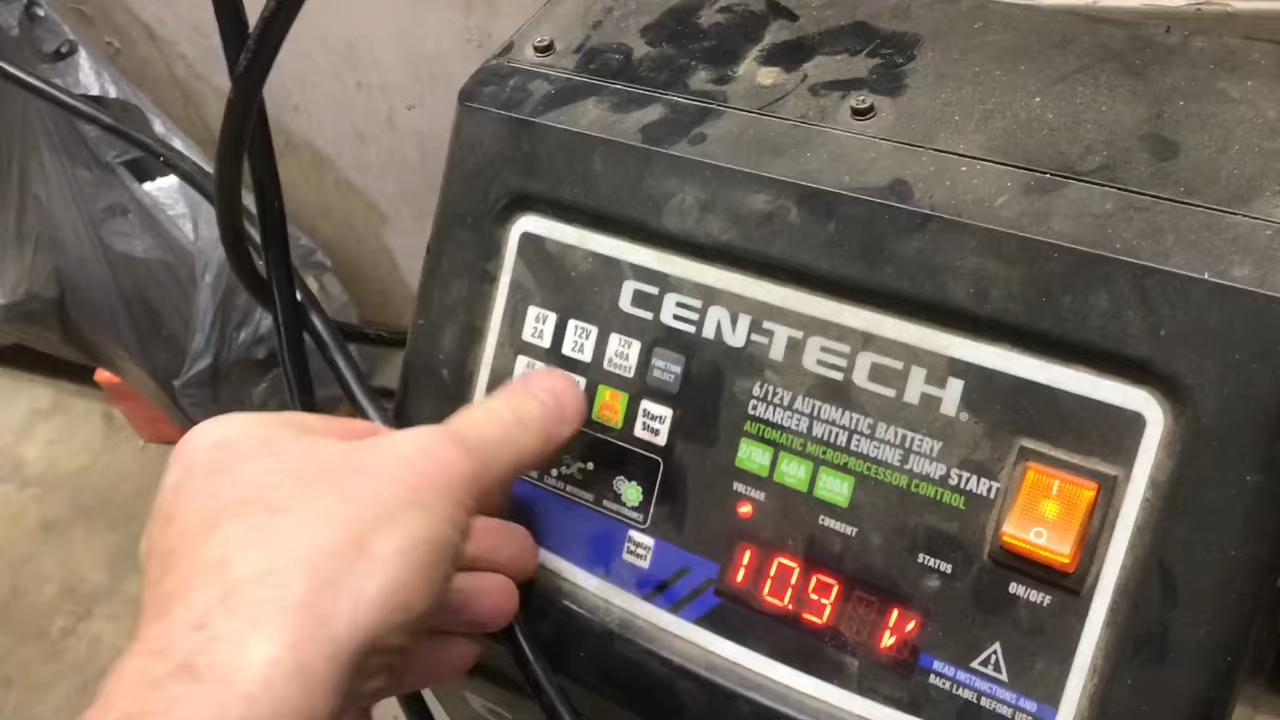 CEN-TECH®
6V
2A
12V
2A
12V
40A
Boost
FUNCTION
SELECT
Start/
Stop
6/12V AUTOMATIC BATTERY
CHARGER WITH ENGINE JUMP START
AUTOMATIC MICROPROCESSOR CONTROL
2/10A
40A
200A
VOLTAGE
CURRENT
STATUS
CABLES REVERSED
MAINTENANCE
Display
Select
10.9 V
I
O
ON/OFF
READ INSTRUCTIONS AND
BACK LABEL BEFORE USE